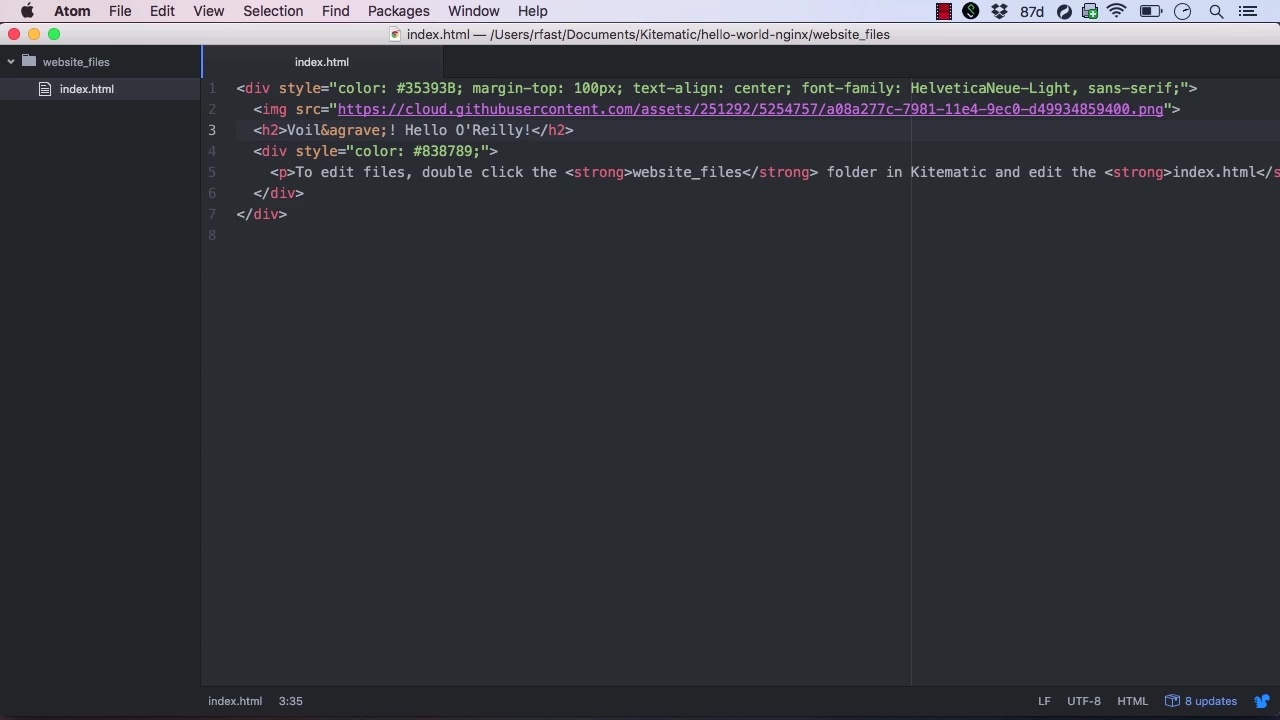 Atom File Edit View Selection Find Packages Window Help 87d
index.html — /Users/rfast/Documents/Kitematic/hello-world-nginx/website_files
website_files
index.html
index.html
1 <div style="color: #35393B; margin-top: 100px; text-align: center; font-family: HelveticaNeue-Light, sans-serif;">
2 <img src="https://cloud.githubusercontent.com/assets/251292/5254757/a08a277c-7981-11e4-9ec0-d49934859400.png">
3 <h2>Voil&agrave;! Hello O'Reilly!</h2>
4 <div style="color: #838789;">
5 <p>To edit files, double click the <strong>website_files</strong> folder in Kitematic and edit the <strong>index.html</s
6 </div>
7 </div>
8
index.html 3:35 LF UTF-8 HTML 8 updates